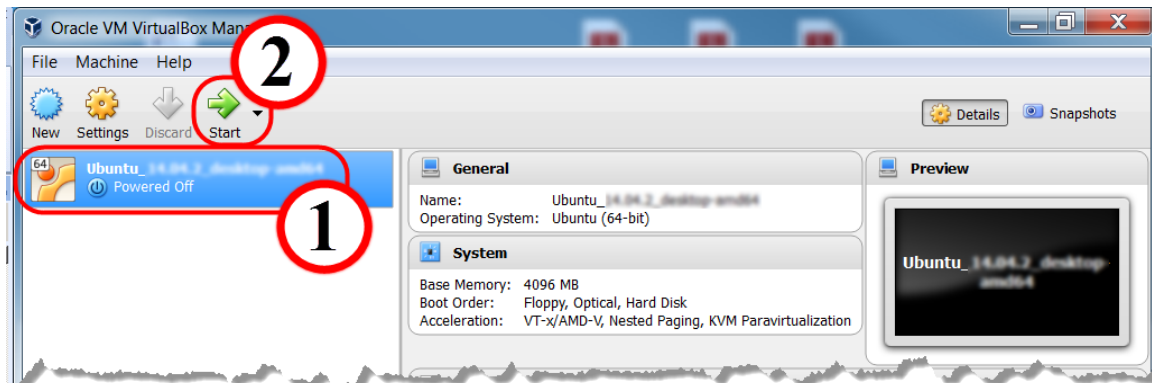 Oracle VM VirtualBox Man
File Machine Help
2
New Settings Discard Start
Details Snapshots
64
Ubuntu_
Powered Off
1
General
Name: Ubuntu_
Operating System: Ubuntu (64-bit)
System
Base Memory: 4096 MB
Boot Order: Floppy, Optical, Hard Disk
Acceleration: VT-x/AMD-V, Nested Paging, KVM Paravirtualization
Preview
Ubuntu_